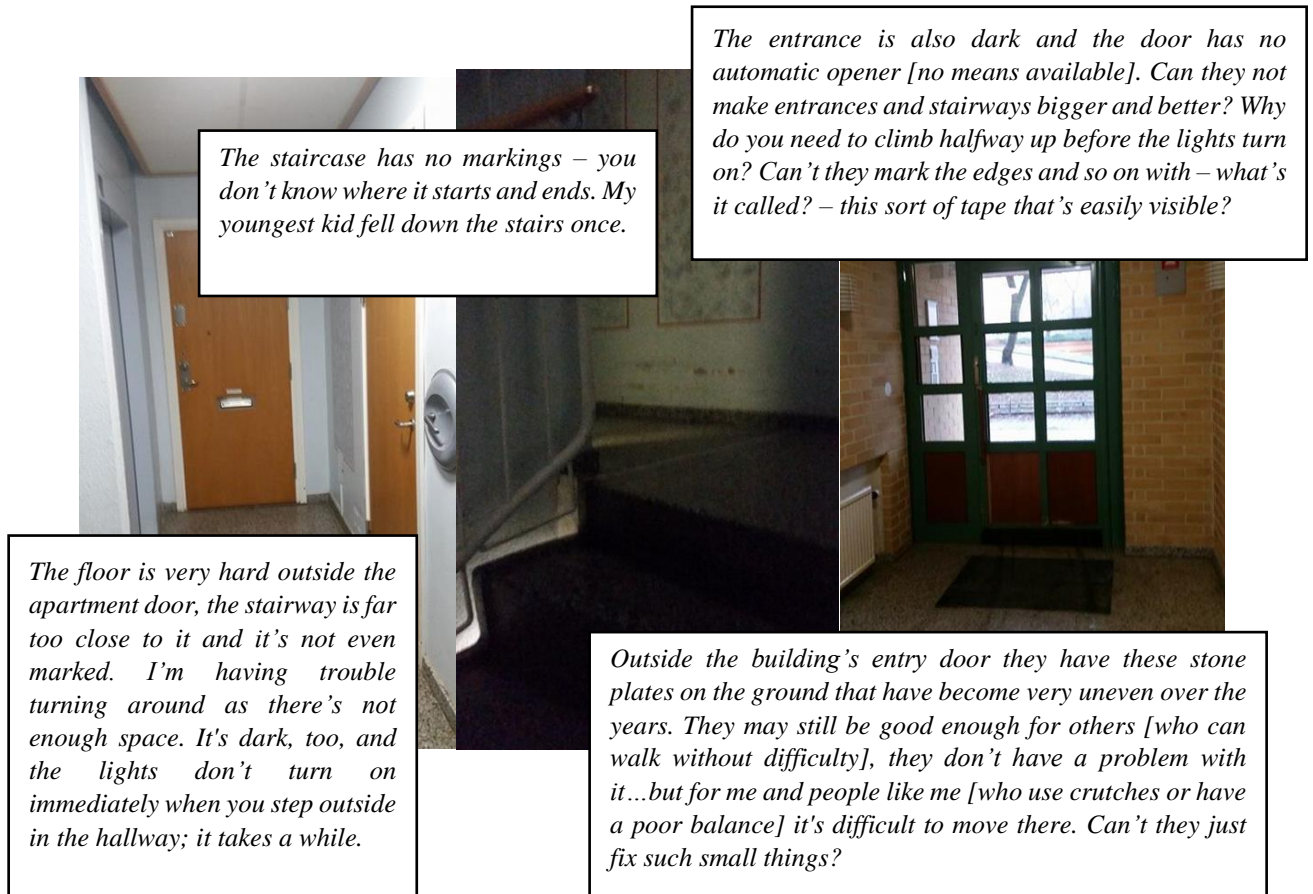 The entrance is also dark and the door has no
automatic opener [no means available]. Can they not
make entrances and stairways bigger and better? Why
do you need to climb halfway up before the lights turn
on? Can’t they mark the edges and so on with – what’s
it called? – this sort of tape that’s easily visible?
The staircase has no markings – you
don’t know where it starts and ends. My
youngest kid fell down the stairs once.
The floor is very hard outside the
apartment door, the stairway is far
too close to it and it’s not even
marked. I’m having trouble
turning around as there’s not
enough space. It's dark, too, and
the lights don’t turn on
immediately when you step outside
in the hallway; it takes a while.
Outside the building’s entry door they have these stone
plates on the ground that have become very uneven over the
years. They may still be good enough for others [who can
walk without difficulty], they don’t have a problem with
it…but for me and people like me [who use crutches or have
a poor balance] it's difficult to move there. Can’t they just
fix such small things?